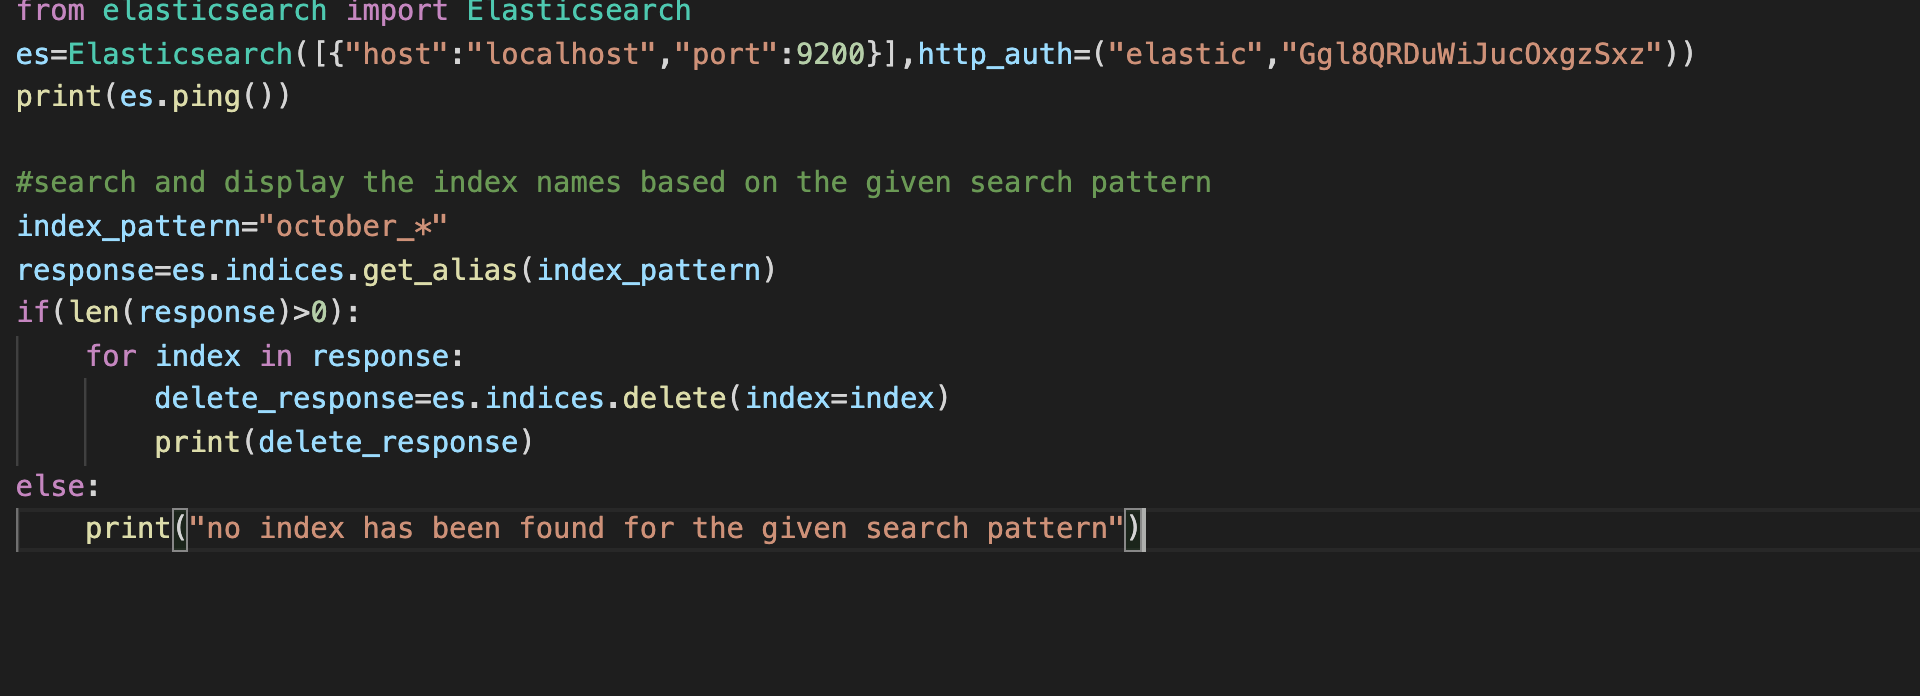 from elasticsearch import Elasticsearch
es=Elasticsearch([{"host":"localhost","port":9200}],http_auth=("elastic","Ggl8QRDuWiJucOxgzSxz"))
print(es.ping())
#search and display the index names based on the given search pattern
index_pattern="october_*"
response=es.indices.get_alias(index_pattern)
if(len(response)>0):
    for index in response:
        delete_response=es.indices.delete(index=index)
        print(delete_response)
else:
    print("no index has been found for the given search pattern")